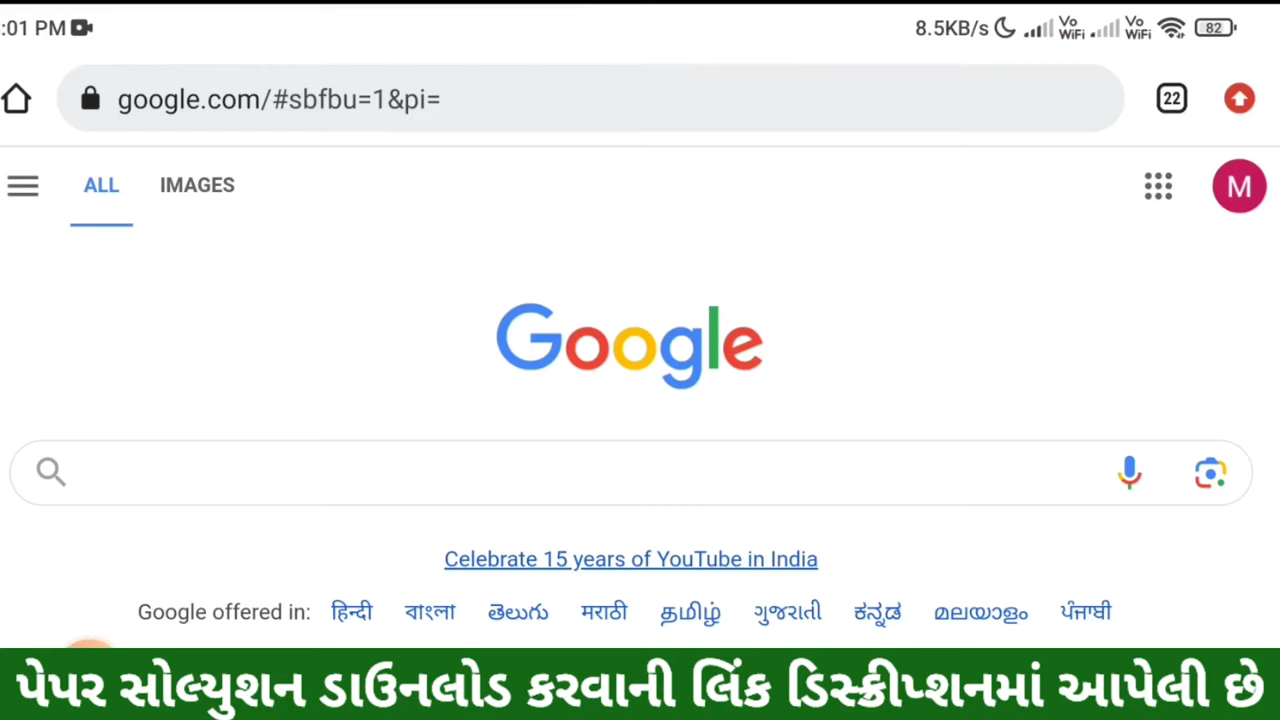 :01 PM 8.5KB/s Vo WiFi Vo WiFi 82
google.com/#sbfbu=1&pi= 22
ALL IMAGES M
Google
Celebrate 15 years of YouTube in India
Google offered in: हिन्दी বাংলা తెలుగు मराठी தமிழ் ગુજરાતી ಕನ್ನಡ മലയാളം ਪੰਜਾਬੀ
પેપર સોલ્યુશન ડાઉનલોડ કરવાની લિંક ડિસ્ક્રીપ્શનમાં આપેલી છે